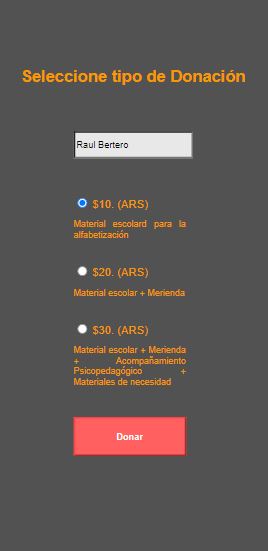 Seleccione tipo de Donación
Raul Bertero
$10. (ARS)
Material escolard para la
alfabetización
$20. (ARS)
Material escolar + Merienda
$30. (ARS)
Material escolar + Merienda
+ Acompañamiento
Psicopedagógico +
Materiales de necesidad
Donar